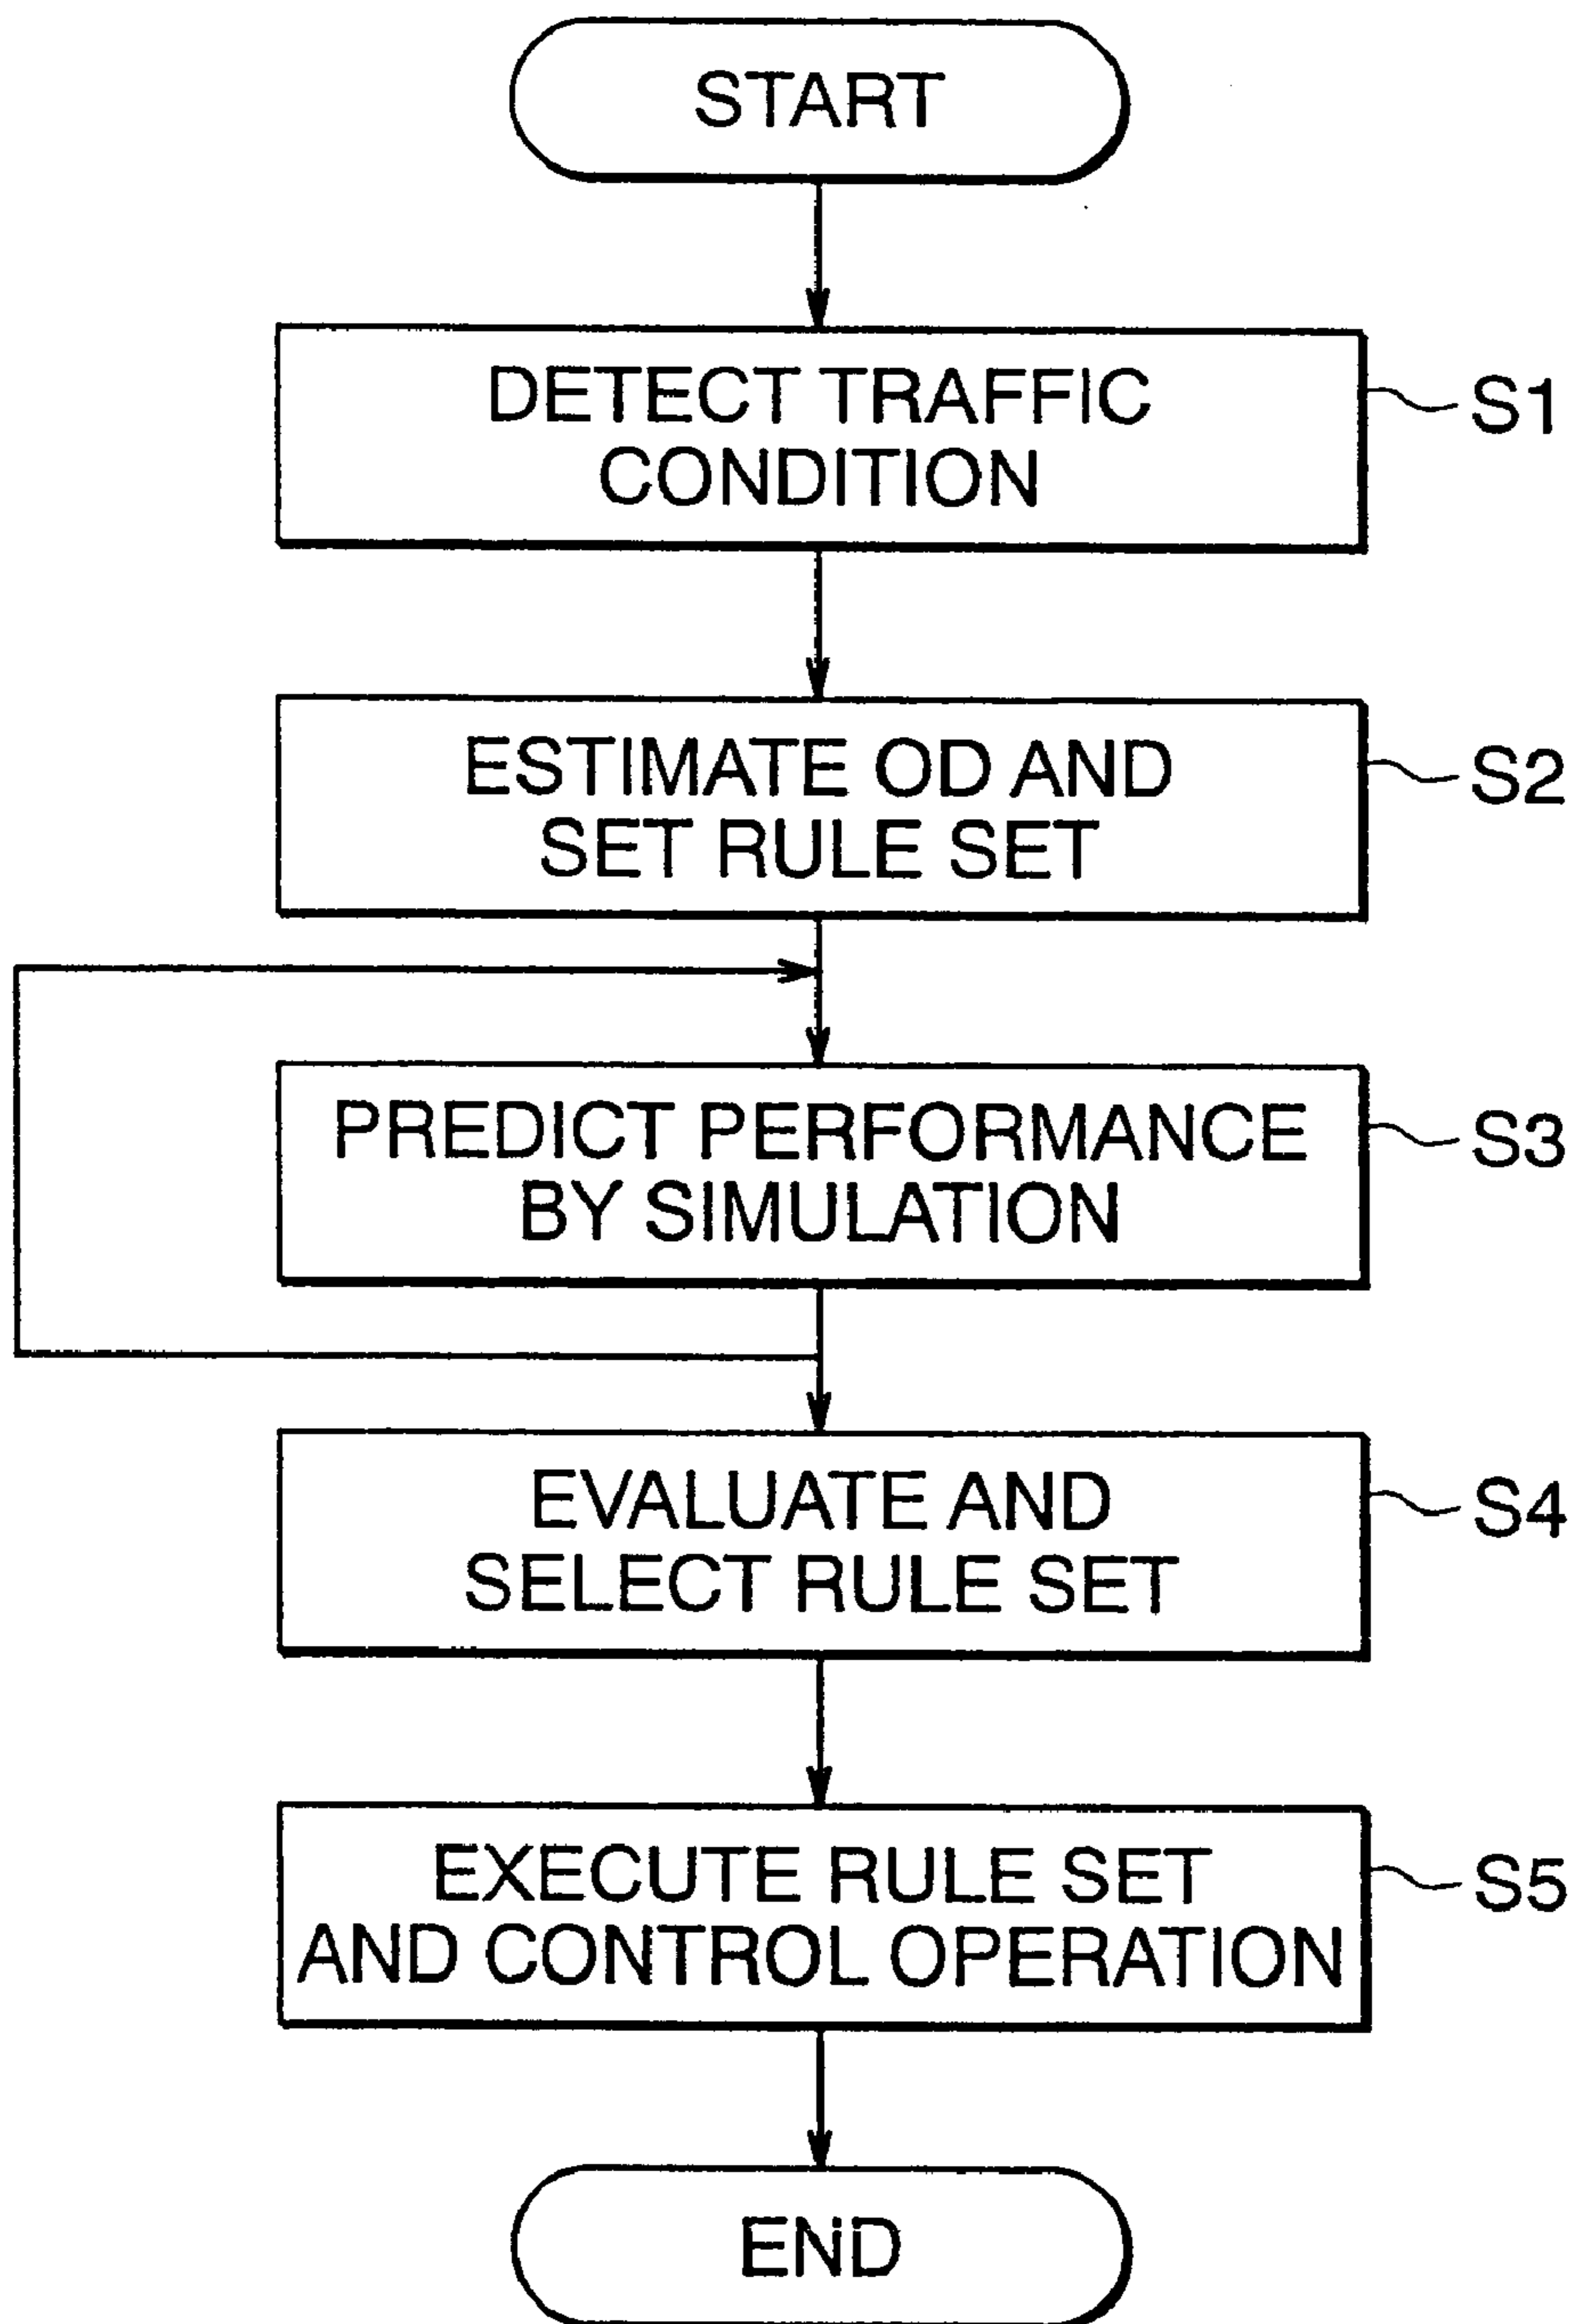 START
DETECT TRAFFIC
CONDITION
S1
ESTIMATE OD AND
SET RULE SET
S2
PREDICT PERFORMANCE
BY SIMULATION
S3
EVALUATE AND
SELECT RULE SET
S4
EXECUTE RULE SET
AND CONTROL OPERATION
S5
END